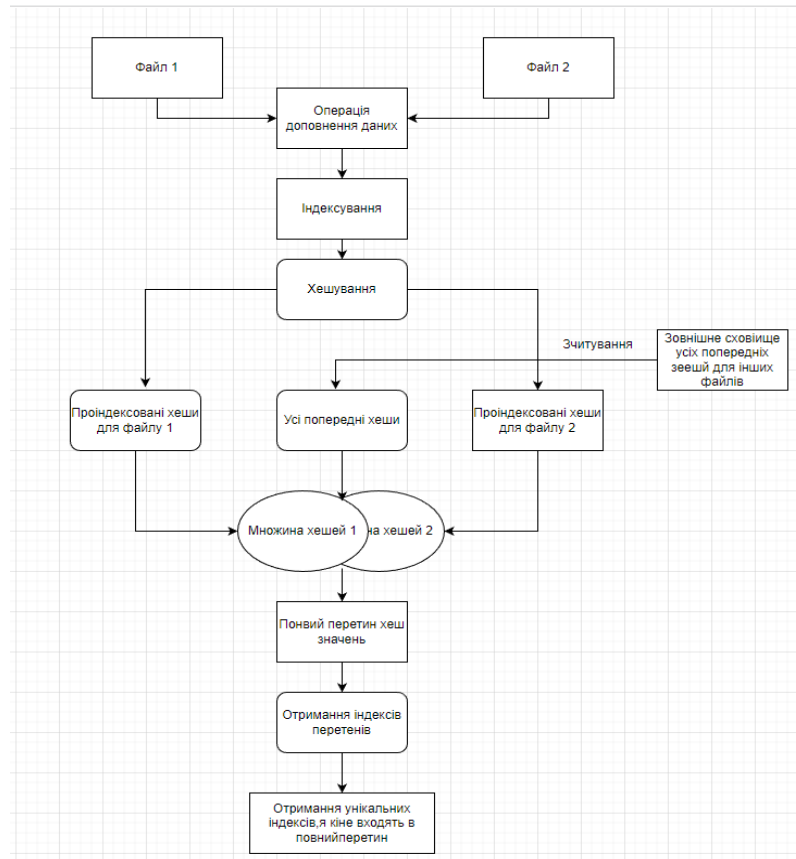 Файл 1
Файл 2
Операція
доповнення даних
Індексування
Хешування
Зчитування
Зовнішне сховіище
усіх попередніх
зеешй для інших
файлів
Проіндексовані хеши
для файлу 1
Усі попередні хеши
Проіндексовані хеши
для файлу 2
Множина хешей 1
на хешей 2
Понвий перетин хеш
значень
Отримання індексів
перетенів
Отримання унікальних
індексів,я кіне входять в
повнийперетин